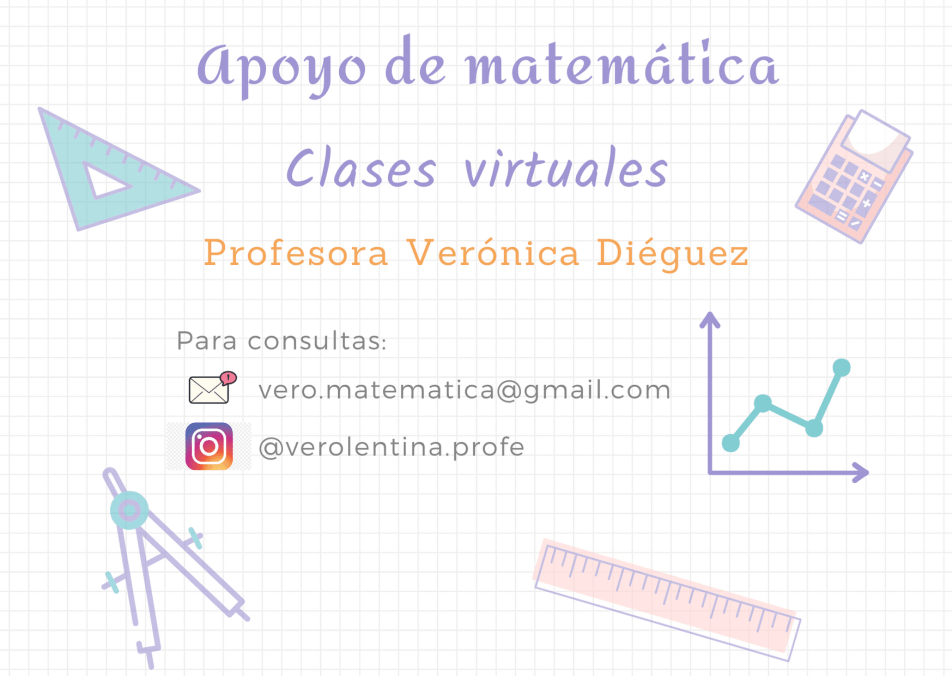 Apoyo de matemática
Clases virtuales
Profesora Verónica Diéguez
Para consultas:
vero.matematica@gmail.com
@verolentina.profe